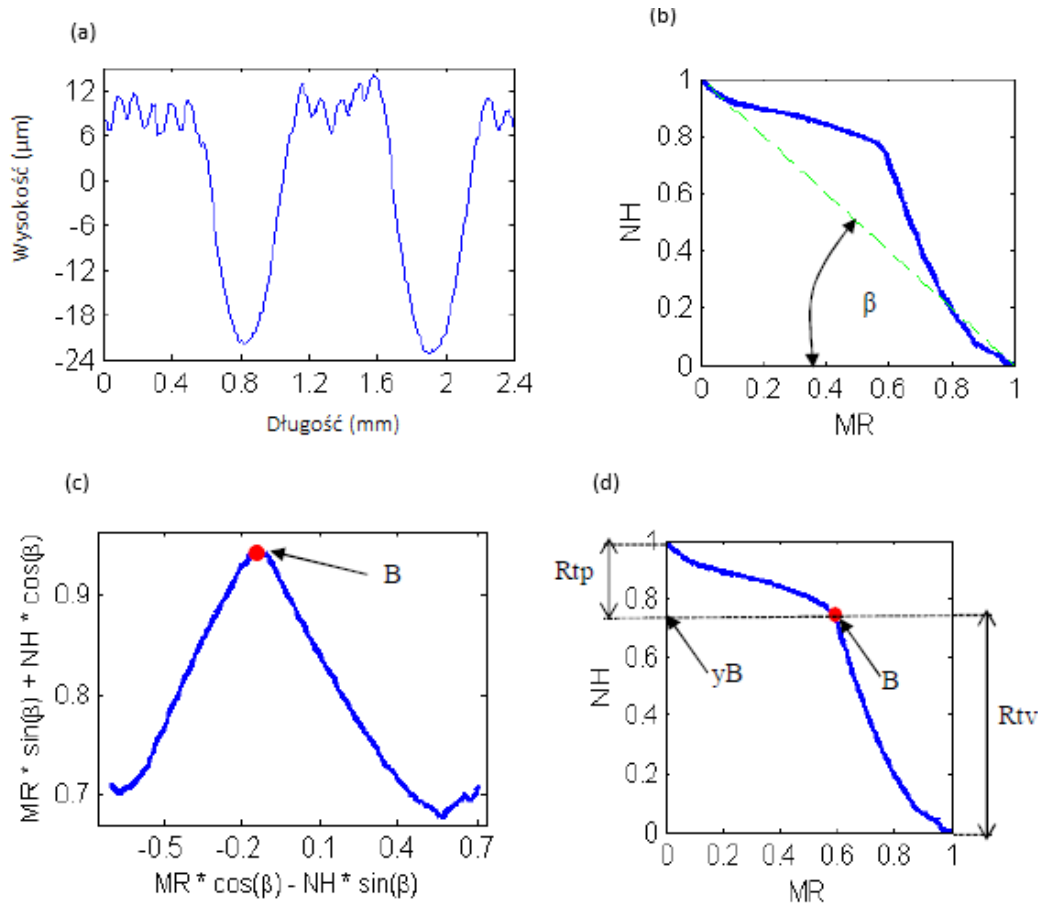 (a)
15
12
6
0
-6
-12
-18
-24
Wysokość (µm)
0 0.4 0.8 1.2 1.6 2 2.4
Długość (mm)
(b)
1
0.8
0.6
0.4
0.2
0
NH
β
0 0.2 0.4 0.6 0.8 1
MR
(c)
0.9
0.8
0.7
MR * sin(β) + NH * cos(β)
B
-0.5 -0.2 0.1 0.4 0.7
MR * cos(β) - NH * sin(β)
(d)
1
0.8
0.6
0.4
0.2
0
NH
Rtp
yB
B
Rtv
0 0.2 0.4 0.6 0.8 1
MR